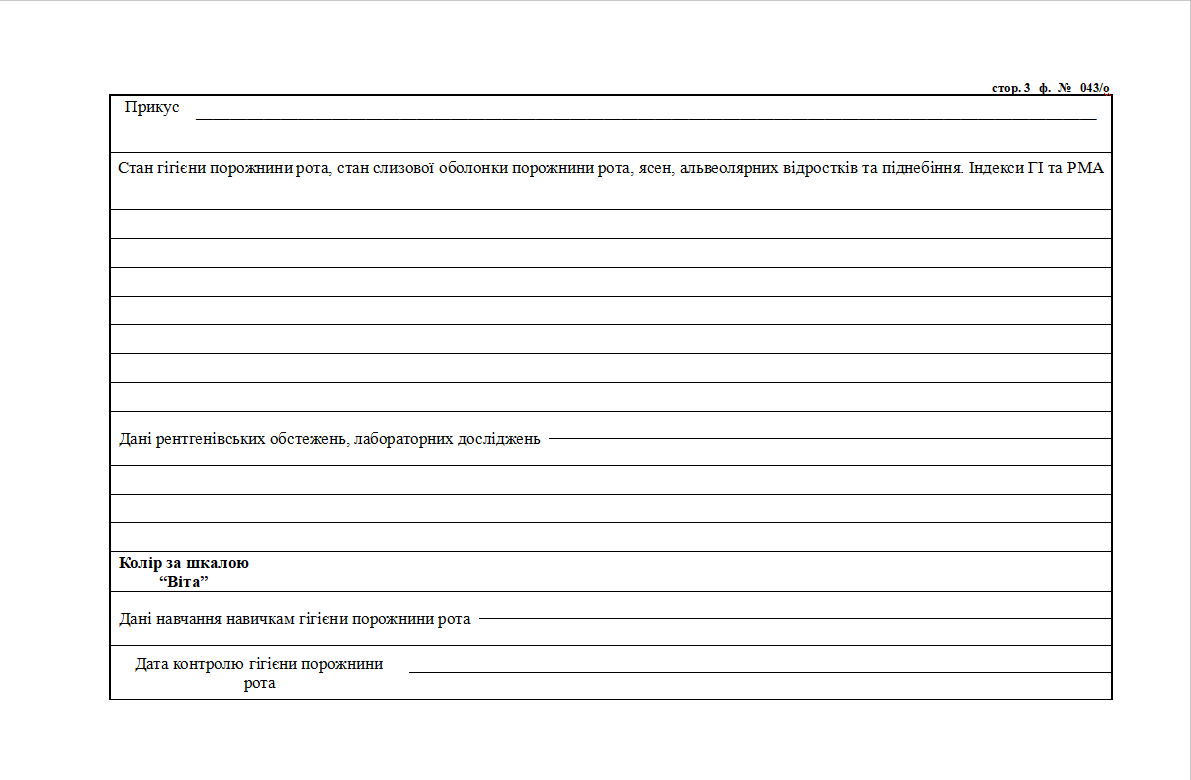 стор. 3 ф. № 043/о
Прикус
Стан гігієни порожнини рота, стан слизової оболонки порожнини рота, ясен, альвеолярних відростків та піднебіння. Індекси ГІ та РМА
Дані рентгенівських обстежень, лабораторних досліджень
Колір за шкалою
“Віта”
Дані навчання навичкам гігієни порожнини рота
Дата контролю гігієни порожнини
рота